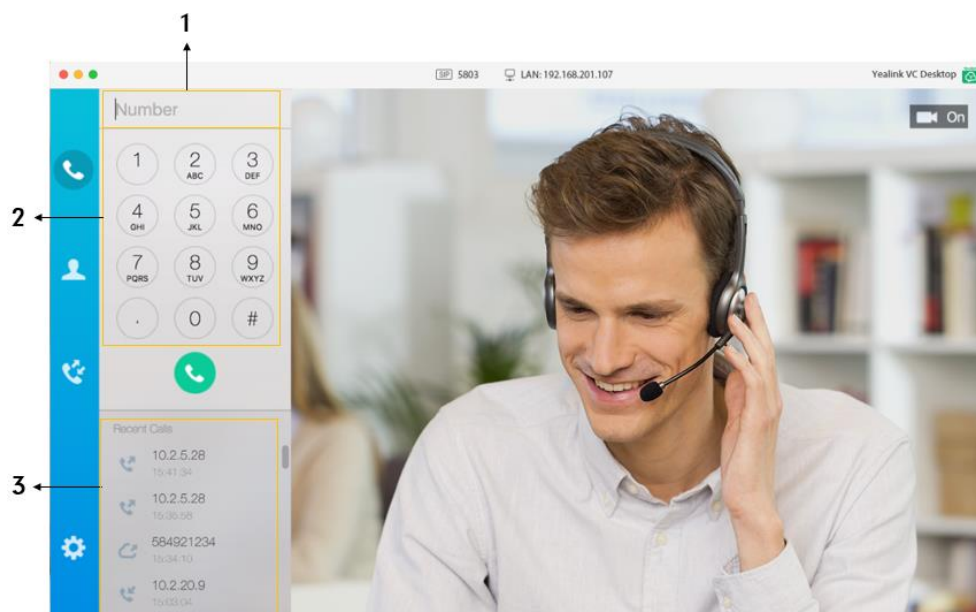 1
SIP 5803 LAN: 192.168.201.107 Yealink VC Desktop
Number
On
1 2 3
ABC DEF
2
4 5 6
GHI JKL MNO
7 8 9
PQRS TUV WXYZ
. 0 #
Recent Calls
10.2.5.28
15:41:34
3
10.2.5.28
15:35:58
584921234
15:34:10
10.2.20.9
15:03:04